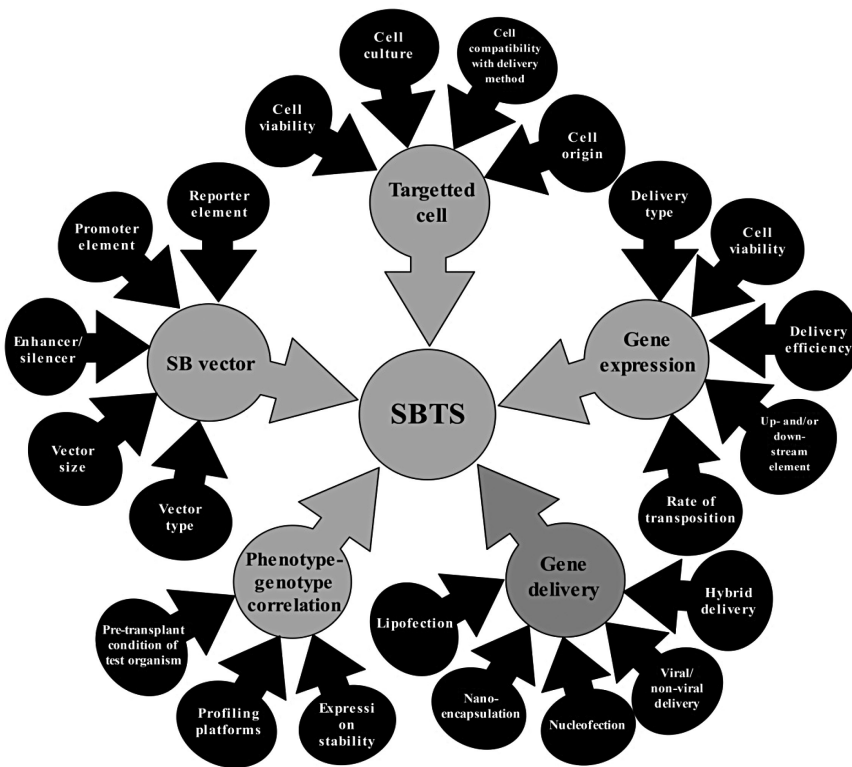 Cell
culture
Cell
compatibility
with delivery
method
Cell
viability
Cell
origin
Targetted
cell
Reporter
element
Promoter
element
Enhancer/
silencer
Vector
size
Vector
type
SB vector
Delivery
type
Cell
viability
Delivery
efficiency
Up- and/or
down-
stream
element
Rate of
transposition
Gene
expression
SBTS
Phenotype-
genotype
correlation
Pre-transplant
condition of
test organism
Profiling
platforms
Expressi
on
stability
Gene
delivery
Lipofection
Nano-
encapsulation
Nucleofection
Viral/
non-viral
delivery
Hybrid
delivery